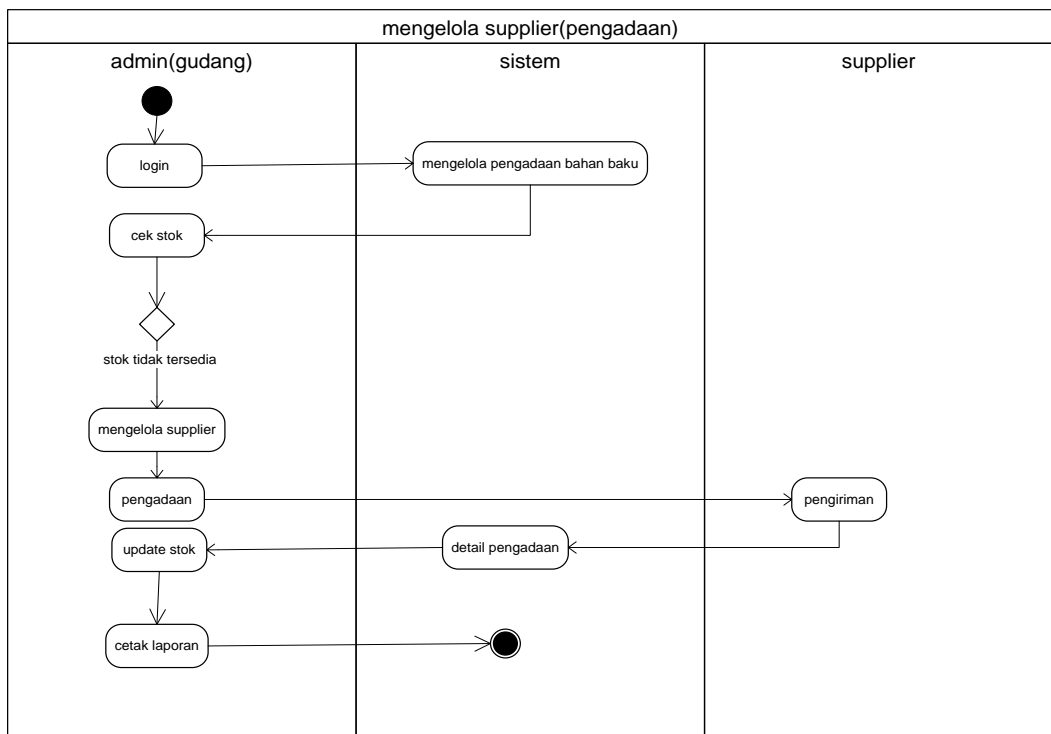 mengelola supplier(pengadaan)
admin(gudang)
sistem
supplier
login
mengelola pengadaan bahan baku
cek stok
stok tidak tersedia
mengelola supplier
pengadaan
pengiriman
update stok
detail pengadaan
cetak laporan